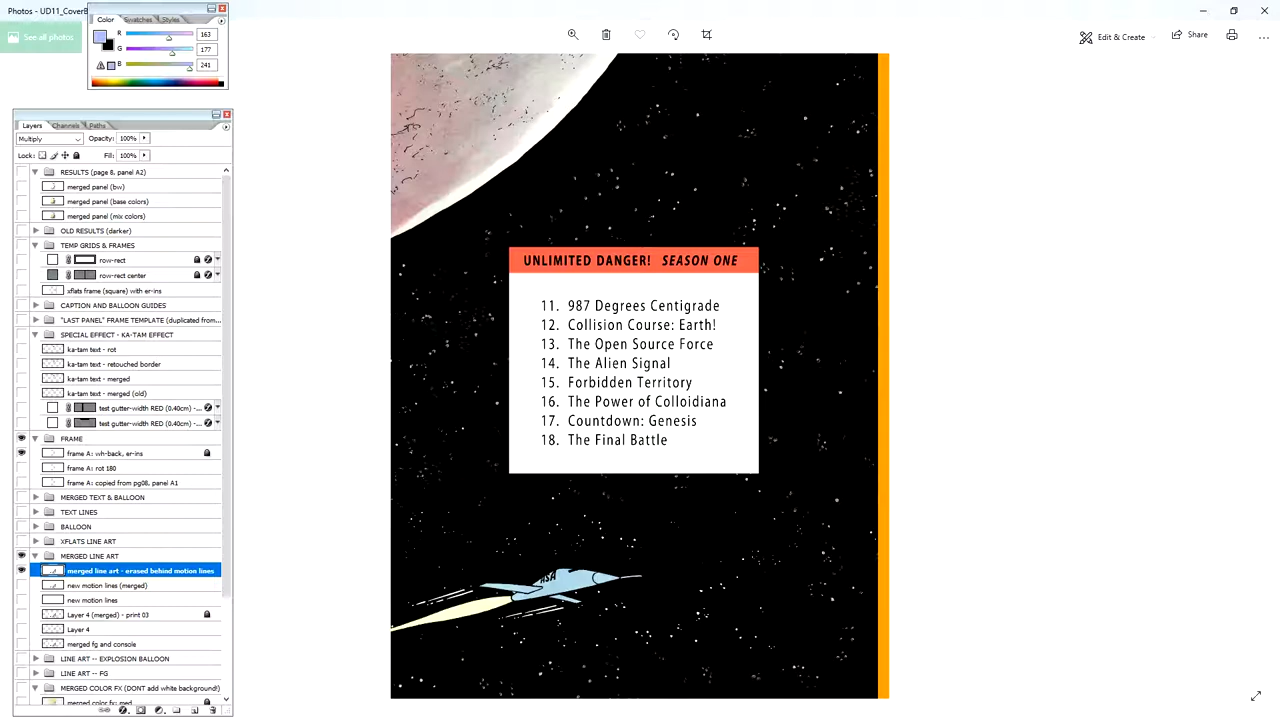 Photos - UD11_CoverB
See all photos
Edit & Create
Share
Color
Swatches
Styles
R 163
G 177
B 241
Layers
Channels
Paths
Multiply
Opacity: 100%
Lock:
Fill: 100%
RESULTS (page 8, panel A2)
merged panel (bw)
merged panel (base colors)
merged panel (mix colors)
OLD RESULTS (darker)
TEMP GRIDS & FRAMES
row-rect
row-rect center
xflats frame (square) with er-ins
CAPTION AND BALLOON GUIDES
"LAST PANEL" FRAME TEMPLATE (duplicated from...
SPECIAL EFFECT - KA-TAM EFFECT
ka-tam text - rot
ka-tam text - retouched border
ka-tam text - merged
ka-tam text - merged (old)
test gutter-width RED (0.40cm) -...
test gutter-width RED (0.40cm) -...
FRAME
frame A: wh-back, er-ins
frame A: rot 180
frame A: copied from pg08, panel A1
MERGED TEXT & BALLOON
TEXT LINES
BALLOON
XFLATS LINE ART
MERGED LINE ART
merged line art - erased behind motion lines
new motion lines (merged)
new motion lines
Layer 4 (merged) - print 03
Layer 4
merged fg and console
LINE ART -- EXPLOSION BALLOON
LINE ART -- FG
MERGED COLOR FX (DONT add white background!)
merged color fx: med
UNLIMITED DANGER! SEASON ONE
11. 987 Degrees Centigrade
12. Collision Course: Earth!
13. The Open Source Force
14. The Alien Signal
15. Forbidden Territory
16. The Power of Colloidiana
17. Countdown: Genesis
18. The Final Battle